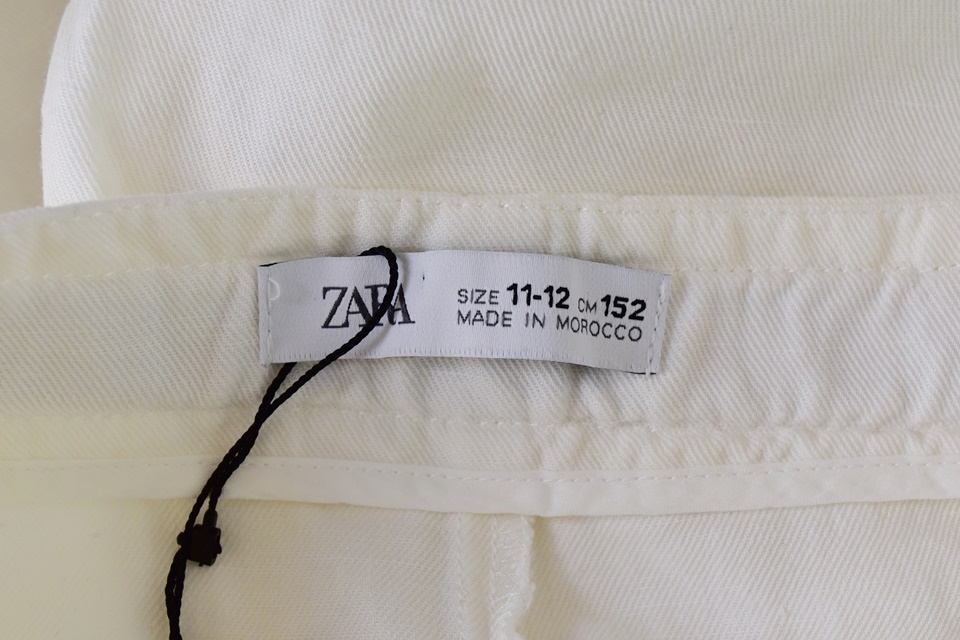 ZARA
SIZE 11-12 CM 152
MADE IN MOROCCO